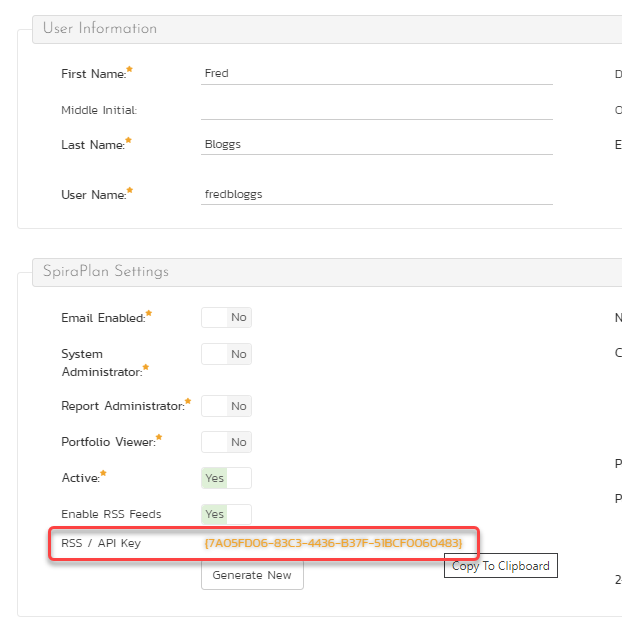 User Information
First Name:* Fred
Middle Initial:
Last Name:* Bloggs
User Name:* fredbloggs
SpiraPlan Settings
Email Enabled:* No
System
Administrator:* No
Report Administrator:* No
Portfolio Viewer:* No
Active:* Yes
Enable RSS Feeds Yes
RSS / API Key {7A05FD06-83C3-4436-B37F-51BCF0060483}
Copy To Clipboard
Generate New